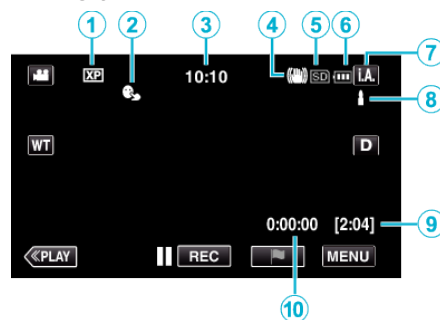 1 2 3 4 5 6 7
XP 10:10 SD i.A.
8
WT D
0:00:00 [2:04] 9
≪PLAY REC MENU
10